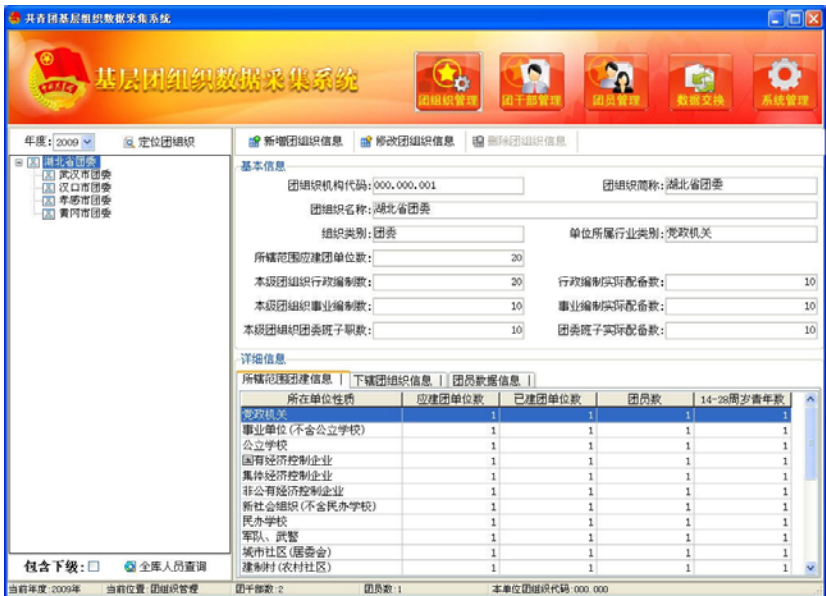 共青团基层组织数据采集系统
基层团组织数据采集系统
团组织管理 团干部管理 团员管理 数据交换 系统管理
年度: 2009 定位团组织 新增团组织信息 修改团组织信息 删除团组织信息
湖北省团委
武汉市团委
汉口市团委
孝感市团委
黄冈市团委
基本信息
团组织机构代码: 000.000.001 团组织简称: 湖北省团委
团组织名称: 湖北省团委
组织类别: 团委 单位所属行业类别: 党政机关
所辖范围应建团单位数: 20
本级团组织行政编制数: 20 行政编制实际配备数: 10
本级团组织事业编制数: 10 事业编制实际配备数: 10
本级团组织团委班子职数: 10 团委班子实际配备数: 10
详细信息
所辖范围团建信息 | 下辖团组织信息 | 团员数据信息 |
所在单位性质 应建团单位数 已建团单位数 团员数 14-28周岁青年数
党政机关 1 1 1 1
事业单位(不含公立学校) 1 1 1 1
公立学校 1 1 1 1
国有经济控制企业 1 1 1 1
集体经济控制企业 1 1 1 1
非公有经济控制企业 1 1 1 1
新社会组织(不含民办学校) 1 1 1 1
民办学校 1 1 1 1
军队、武警 1 1 1 1
城市社区(居委会) 1 1 1 1
建制村(农村社区) 1 1 1 1
包含下级: 全库人员查询
当前年度:2009年 当前位置:团组织管理 团干部数:2 团员数:1 本单位团组织代码:000.000